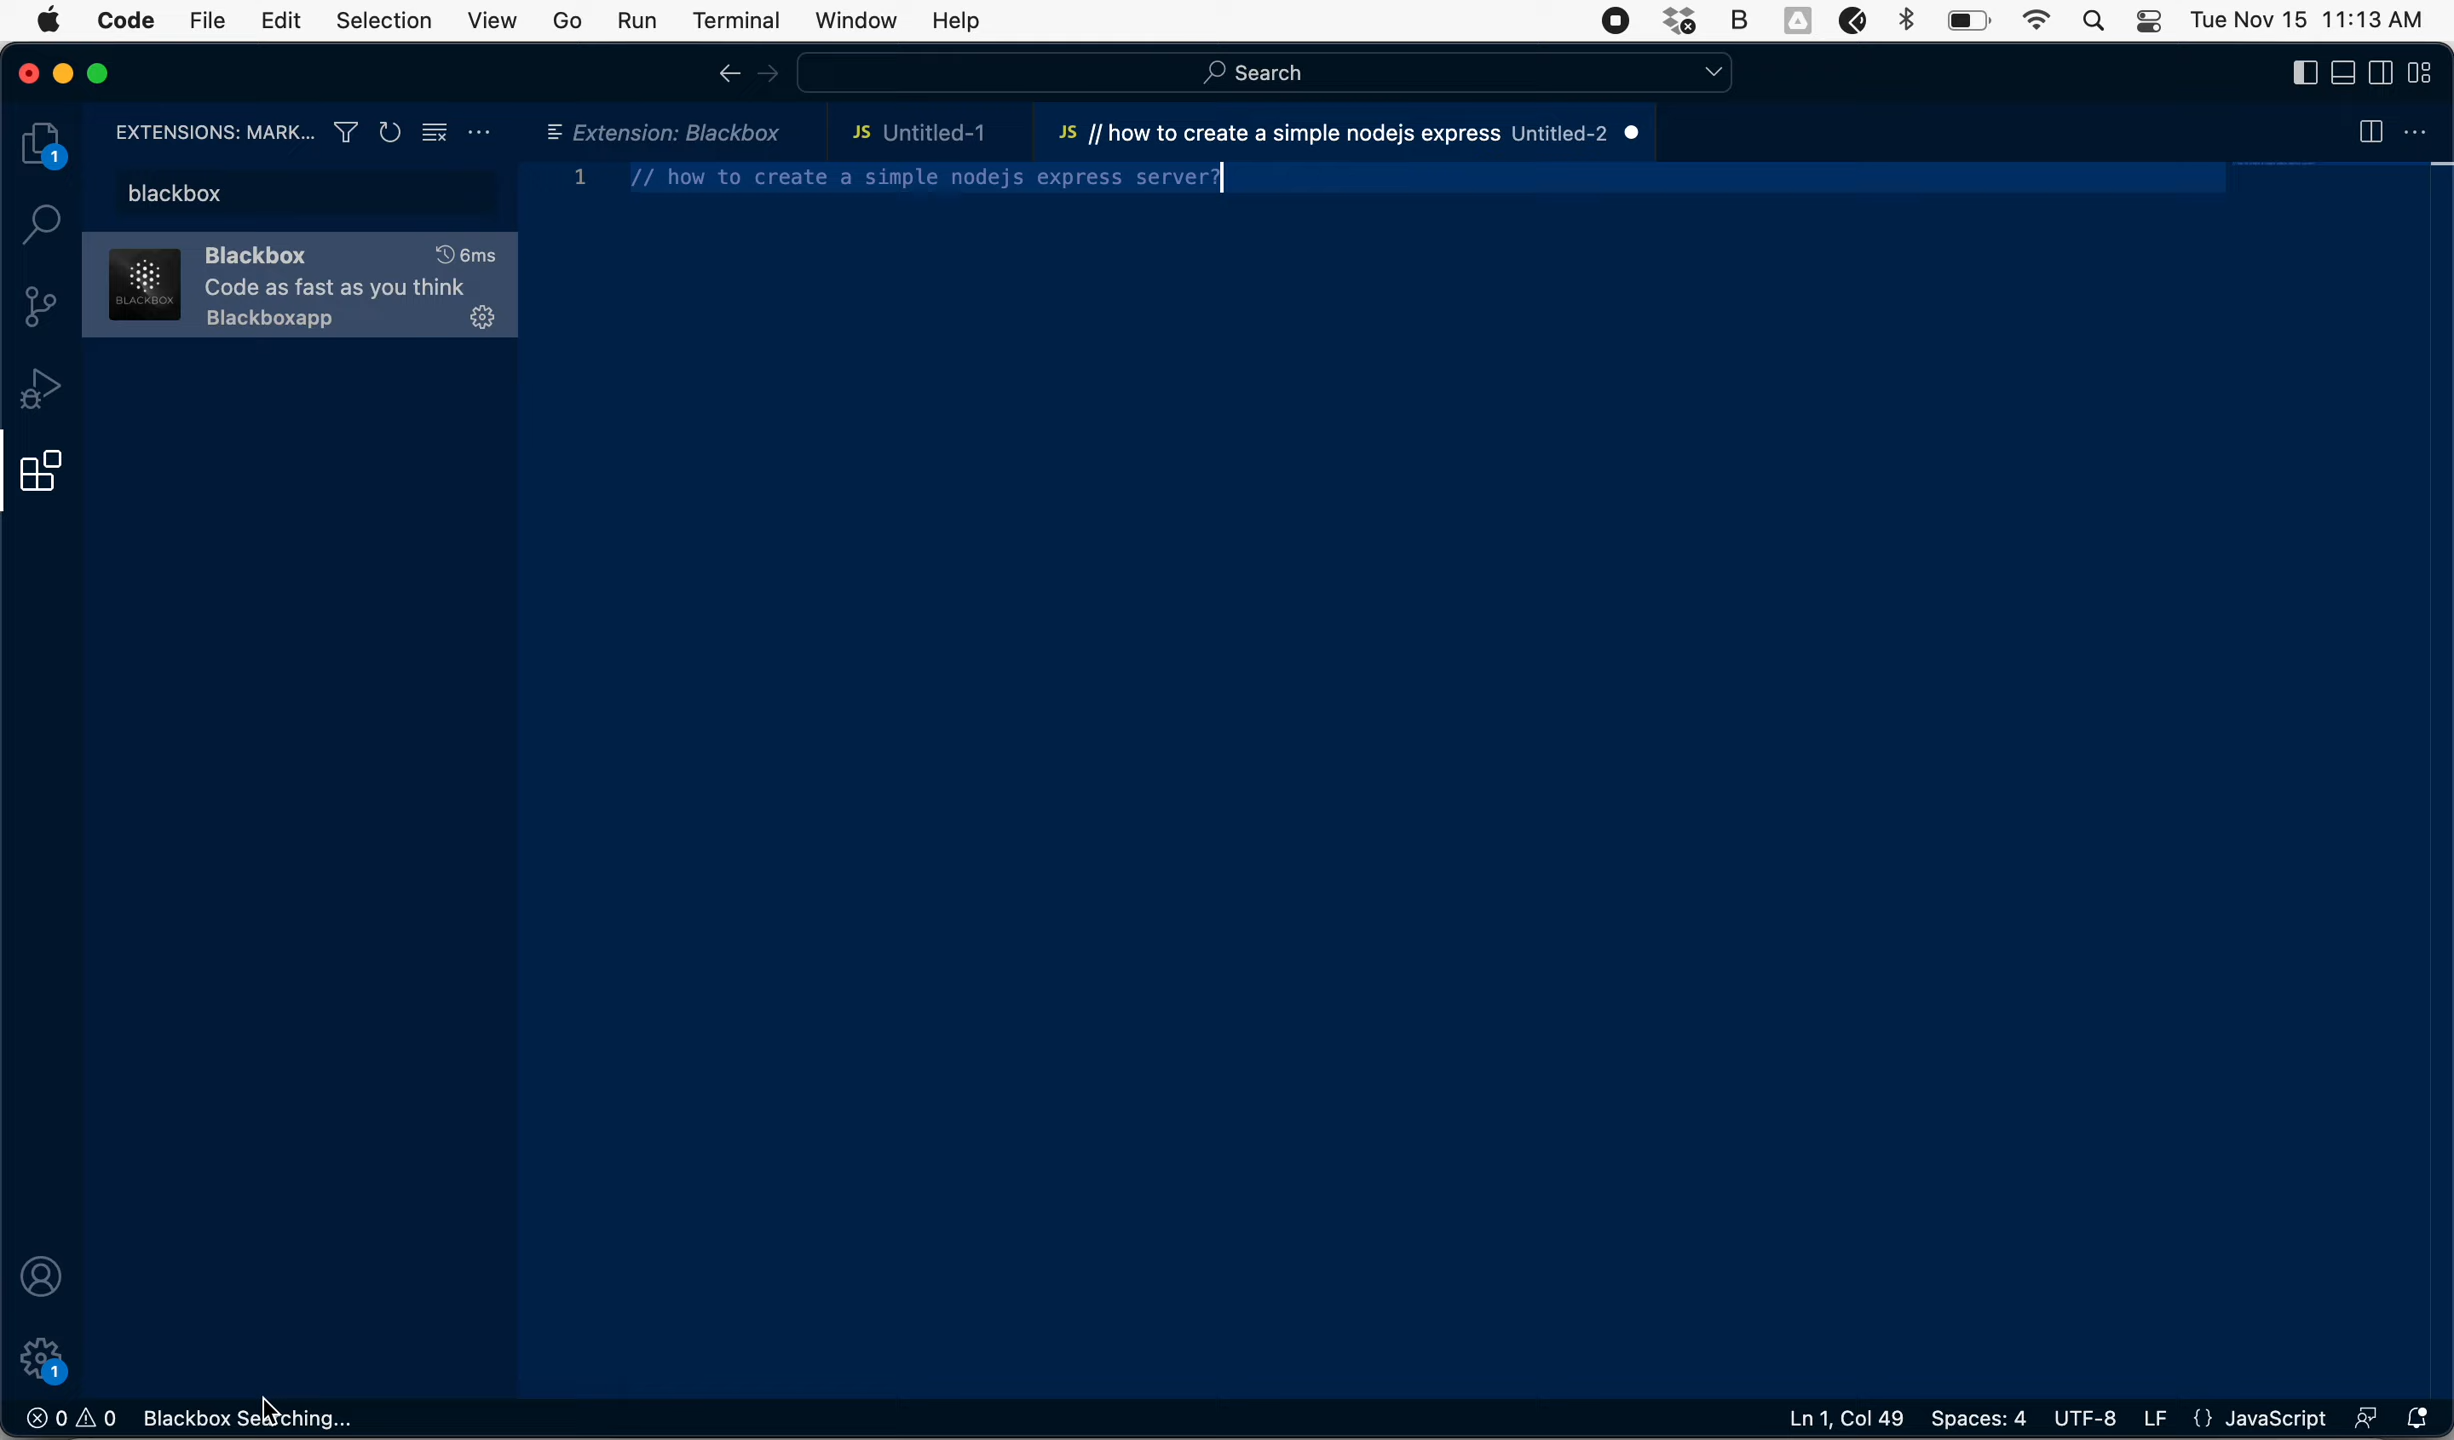 Code File Edit Selection View Go Run Terminal Window Help B Tue Nov 15 11:13 AM
Search
EXTENSIONS: MARK... Extension: Blackbox JS Untitled-1 JS // how to create a simple nodejs express Untitled-2
1
1 // how to create a simple nodejs express server?
blackbox
Blackbox 6ms
Code as fast as you think
BLACKBOX
Blackboxapp
1
0 0 Blackbox Searching... Ln 1, Col 49 Spaces: 4 UTF-8 LF {} JavaScript